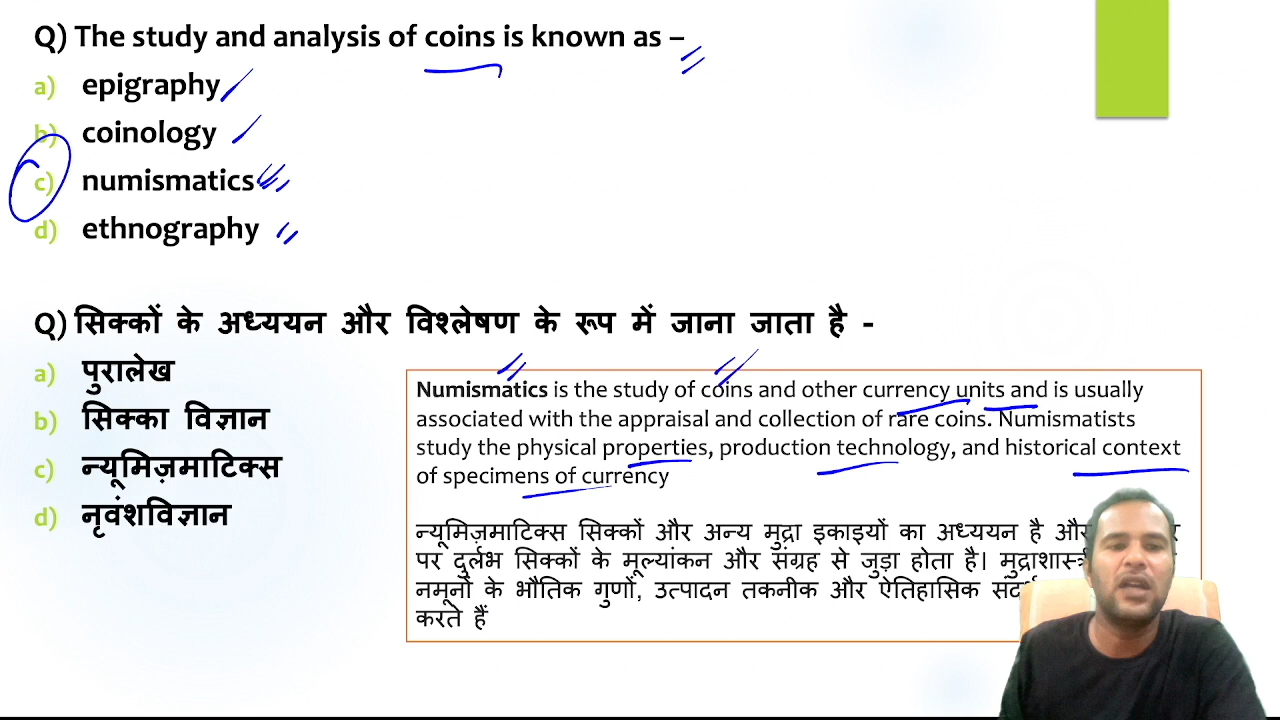 Q) The study and analysis of coins is known as –
a) epigraphy
b) coinology
c) numismatics
d) ethnography
Q) सिक्कों के अध्ययन और विश्लेषण के रूप में जाना जाता है -
a) पुरालेख
b) सिक्का विज्ञान
c) न्यूमिज़माटिक्स
d) नृवंशविज्ञान
Numismatics is the study of coins and other currency units and is usually
associated with the appraisal and collection of rare coins. Numismatists
study the physical properties, production technology, and historical context
of specimens of currency
न्यूमिज़माटिक्स सिक्कों और अन्य मुद्रा इकाइयों का अध्ययन है और
पर दुर्लभ सिक्कों के मूल्यांकन और संग्रह से जुड़ा होता है।
नमूनों के भौतिक गुणों, उत्पादन तकनीक और ऐतिहासिक
करते हैं